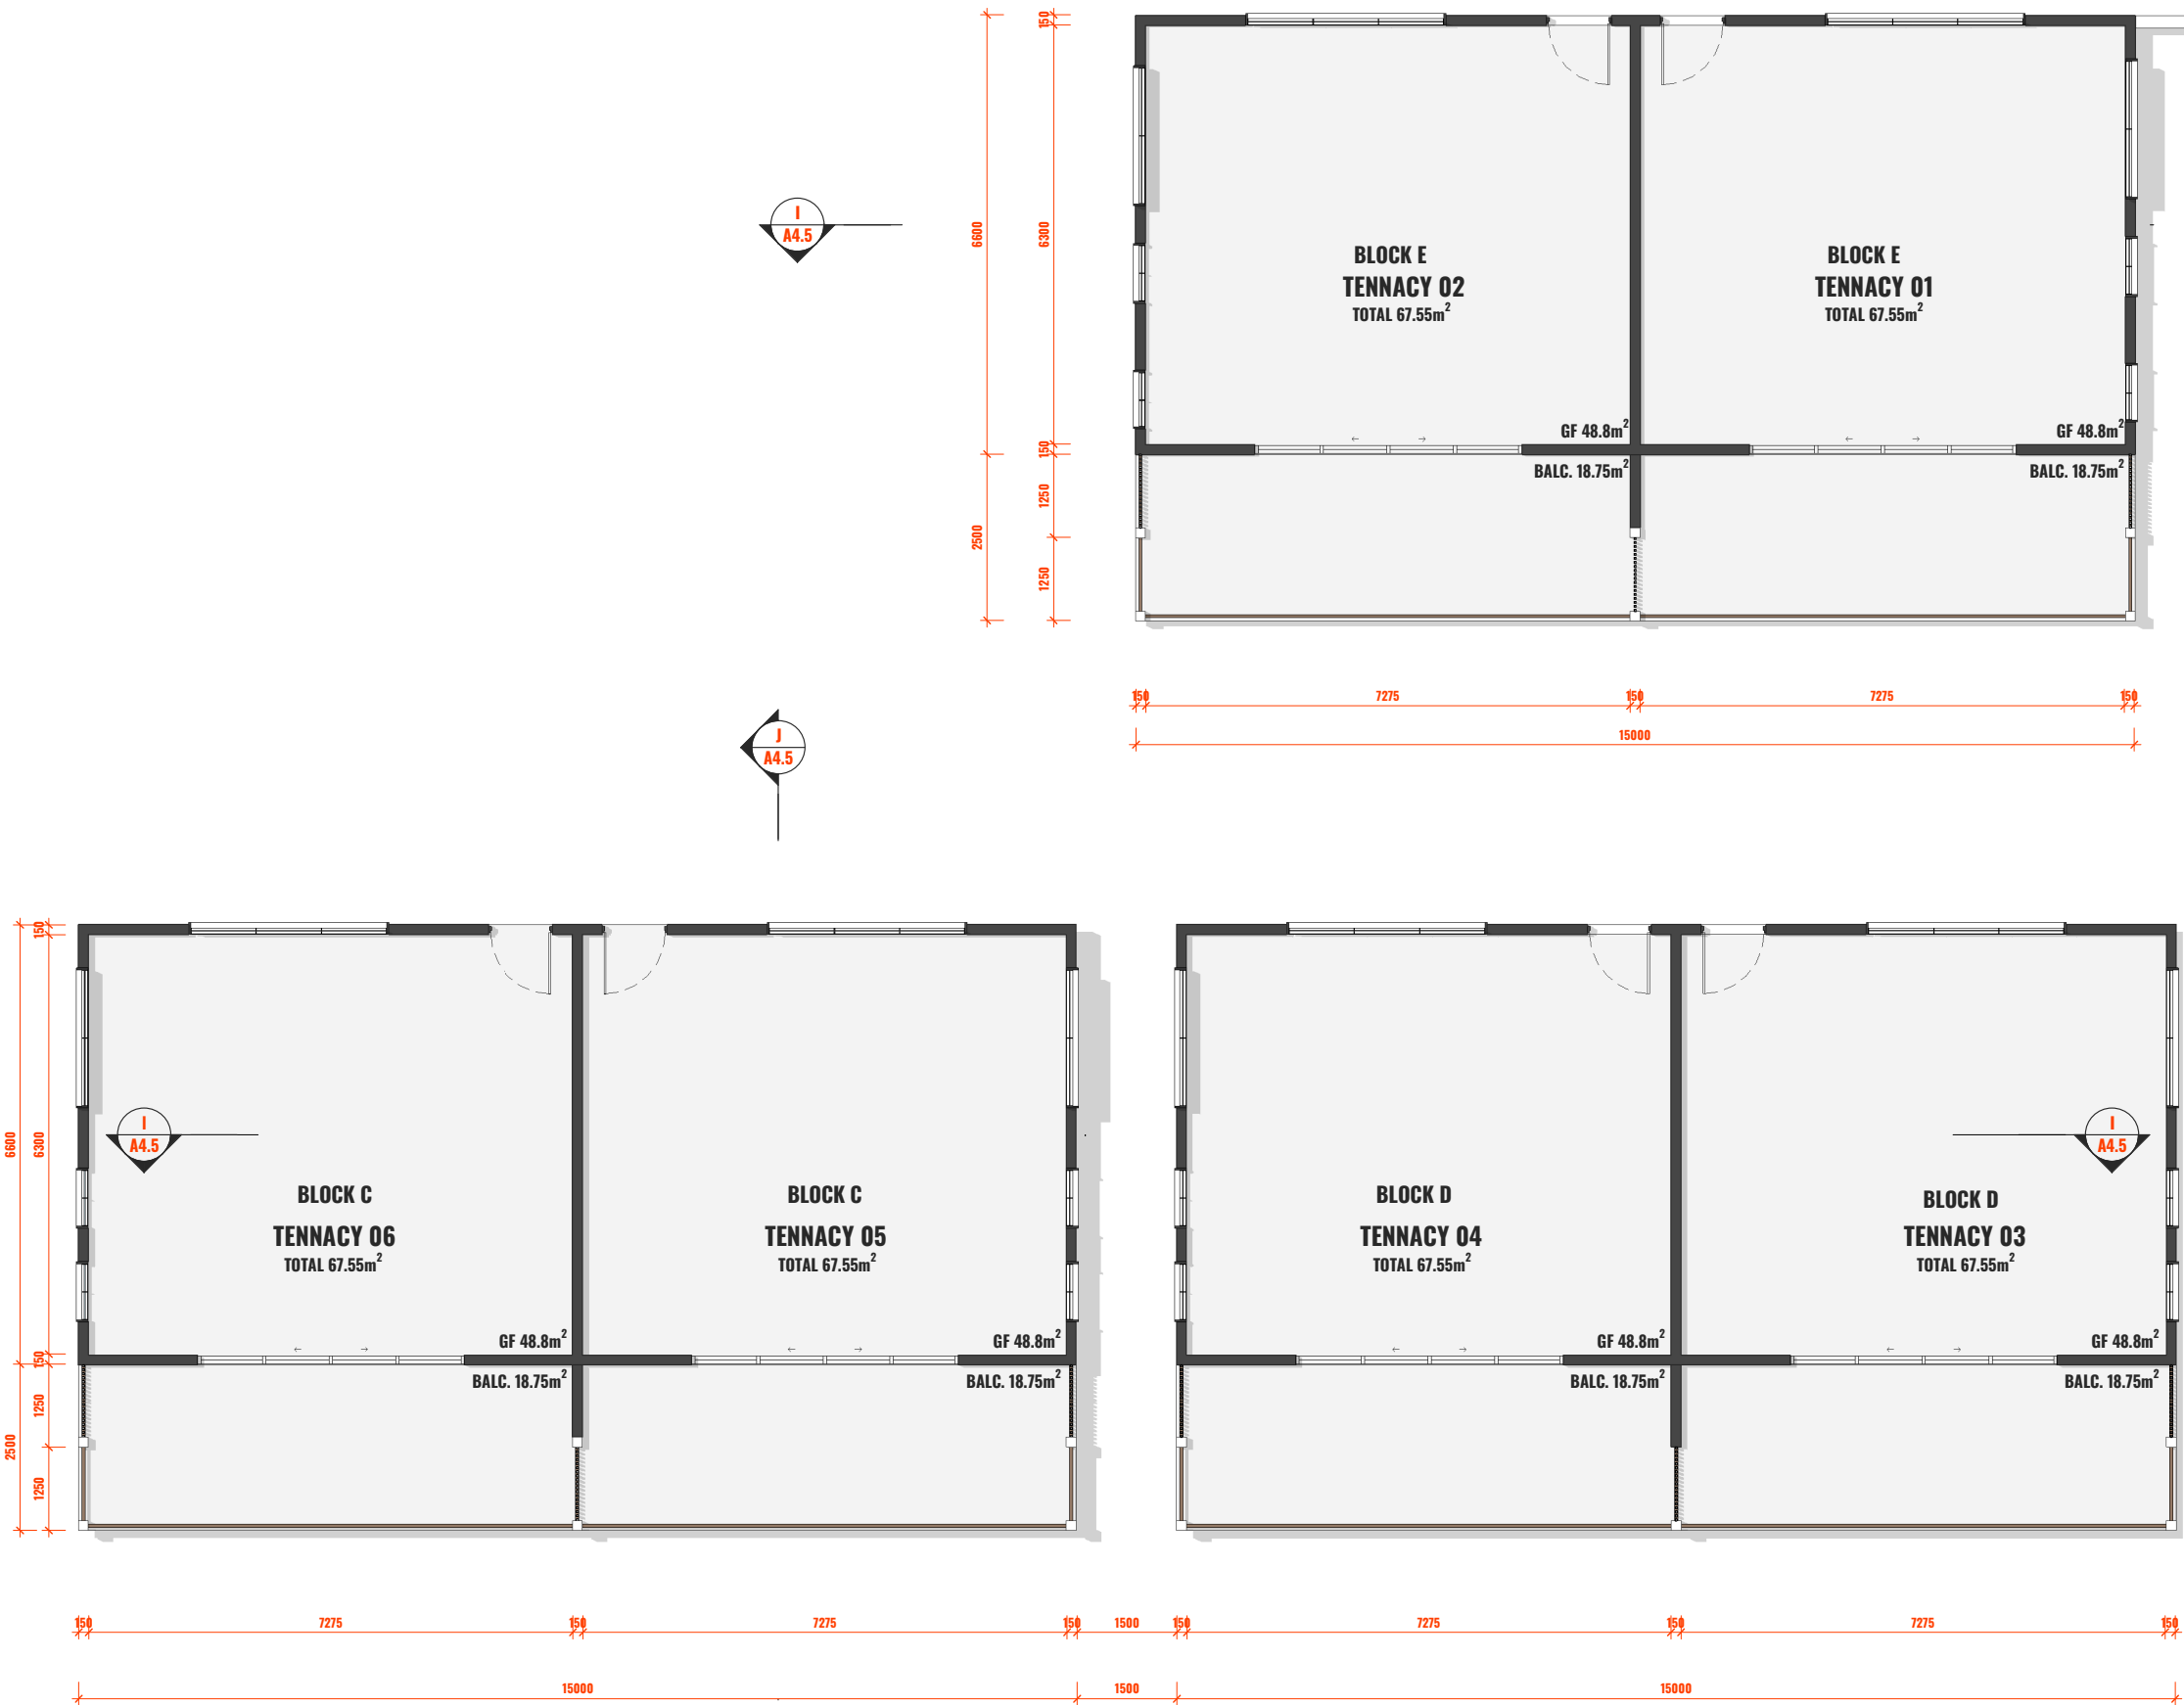 150
6600
6300
150
1250
2500
1250
I
A4.5
BLOCK E
TENNACY 02
TOTAL 67.55m²
GF 48.8m²
BALC. 18.75m²
BLOCK E
TENNACY 01
TOTAL 67.55m²
GF 48.8m²
BALC. 18.75m²
150 7275 150 7275 150
15000
J
A4.5
150
6600
6300
150
1250
2500
1250
I
A4.5
BLOCK C
TENNACY 06
TOTAL 67.55m²
GF 48.8m²
BALC. 18.75m²
BLOCK C
TENNACY 05
TOTAL 67.55m²
GF 48.8m²
BALC. 18.75m²
BLOCK D
TENNACY 04
TOTAL 67.55m²
GF 48.8m²
BALC. 18.75m²
I
A4.5
BLOCK D
TENNACY 03
TOTAL 67.55m²
GF 48.8m²
BALC. 18.75m²
150 7275 150 7275 150 1500 150 7275 150 7275 150
15000 1500 15000